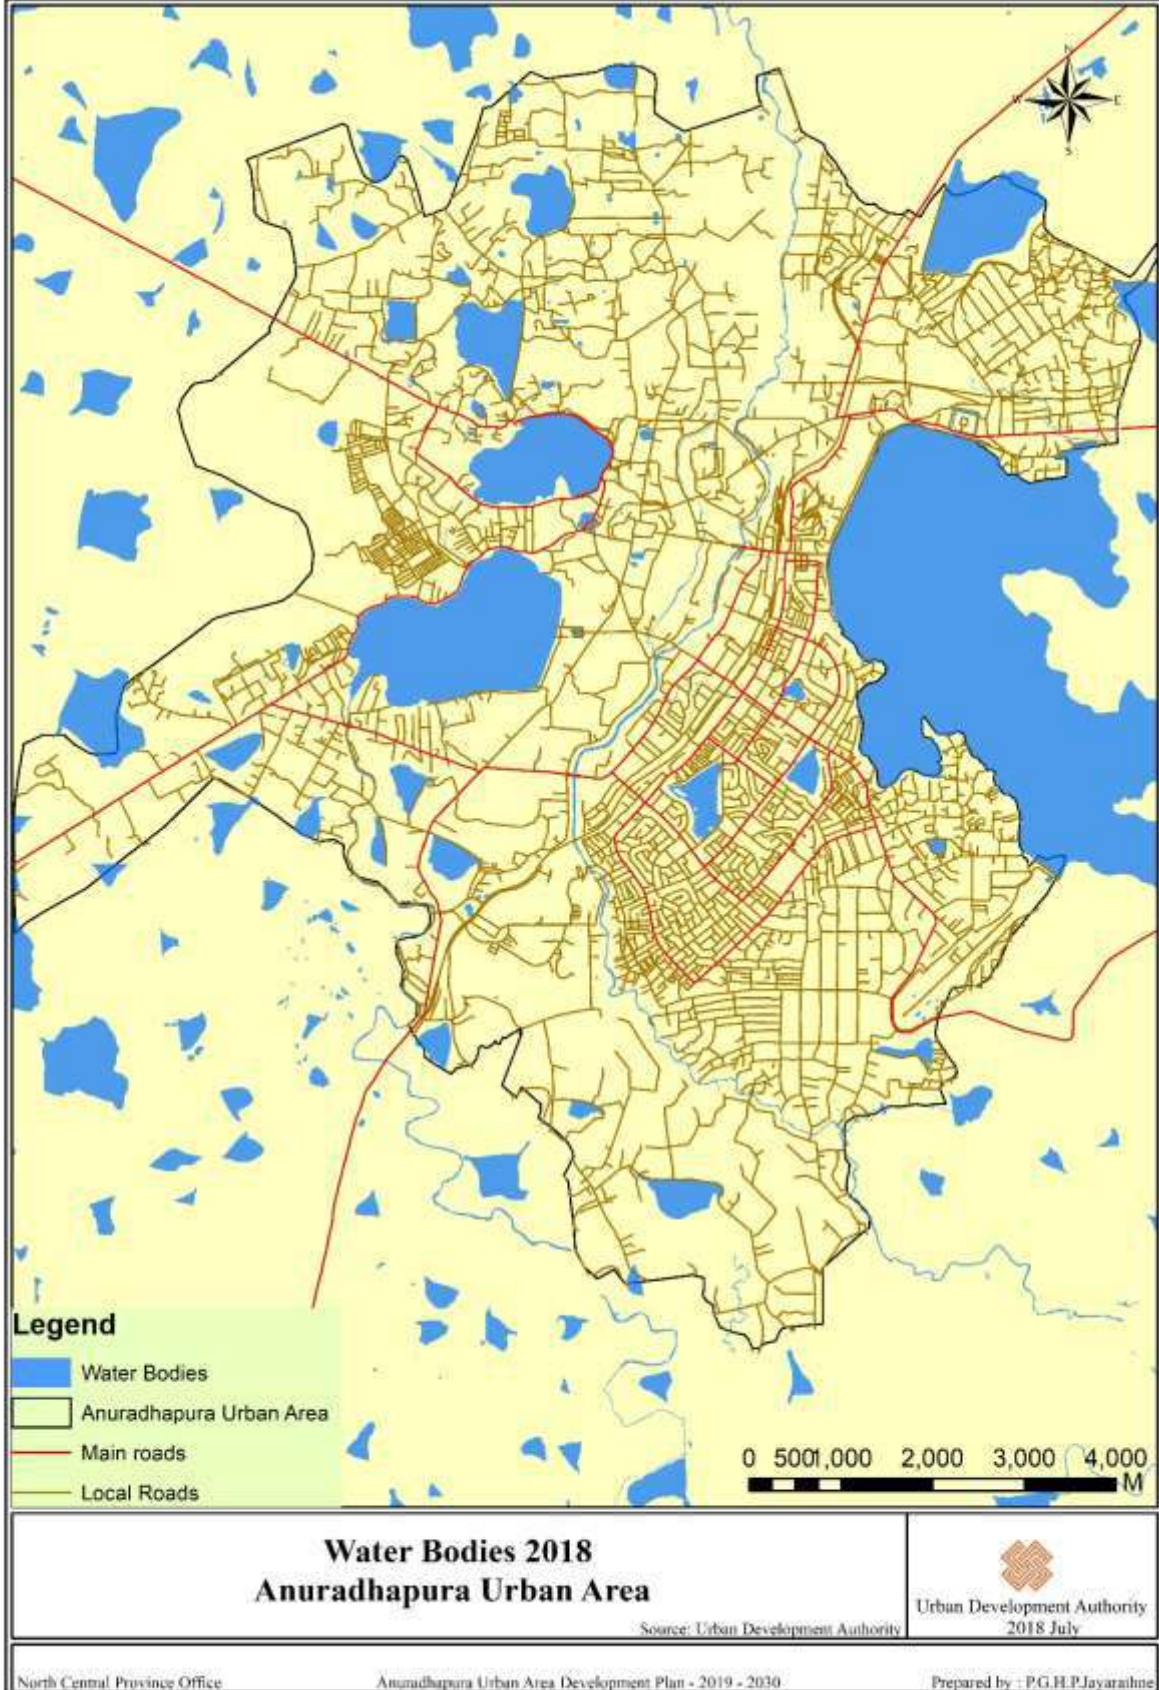 N
W E
S
Legend
Water Bodies
Anuradhapura Urban Area
Main roads
Local Roads
0 500 1,000 2,000 3,000 4,000
M
Water Bodies 2018
Anuradhapura Urban Area
Source: Urban Development Authority
Urban Development Authority
2018 July
North Central Province Office Anuradhapura Urban Area Development Plan - 2019 - 2030 Prepared by : P.G.H.P.Jayarathne